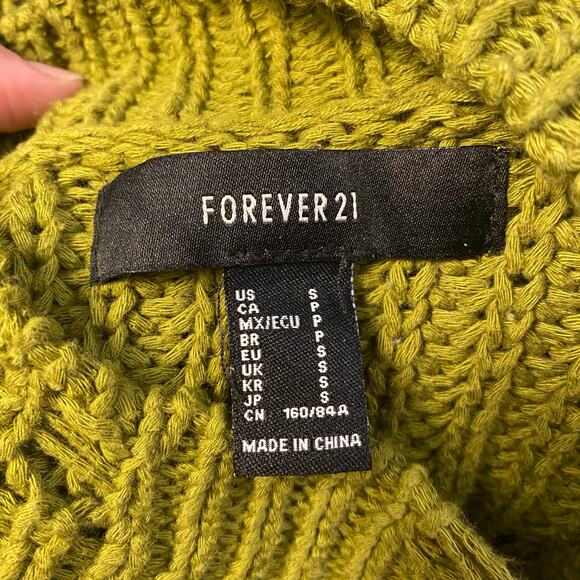 FOREVER 21
US S
CA P
MX/ECU P
BR P
EU S
UK S
KR S
JP S
CN 160/84A
MADE IN CHINA